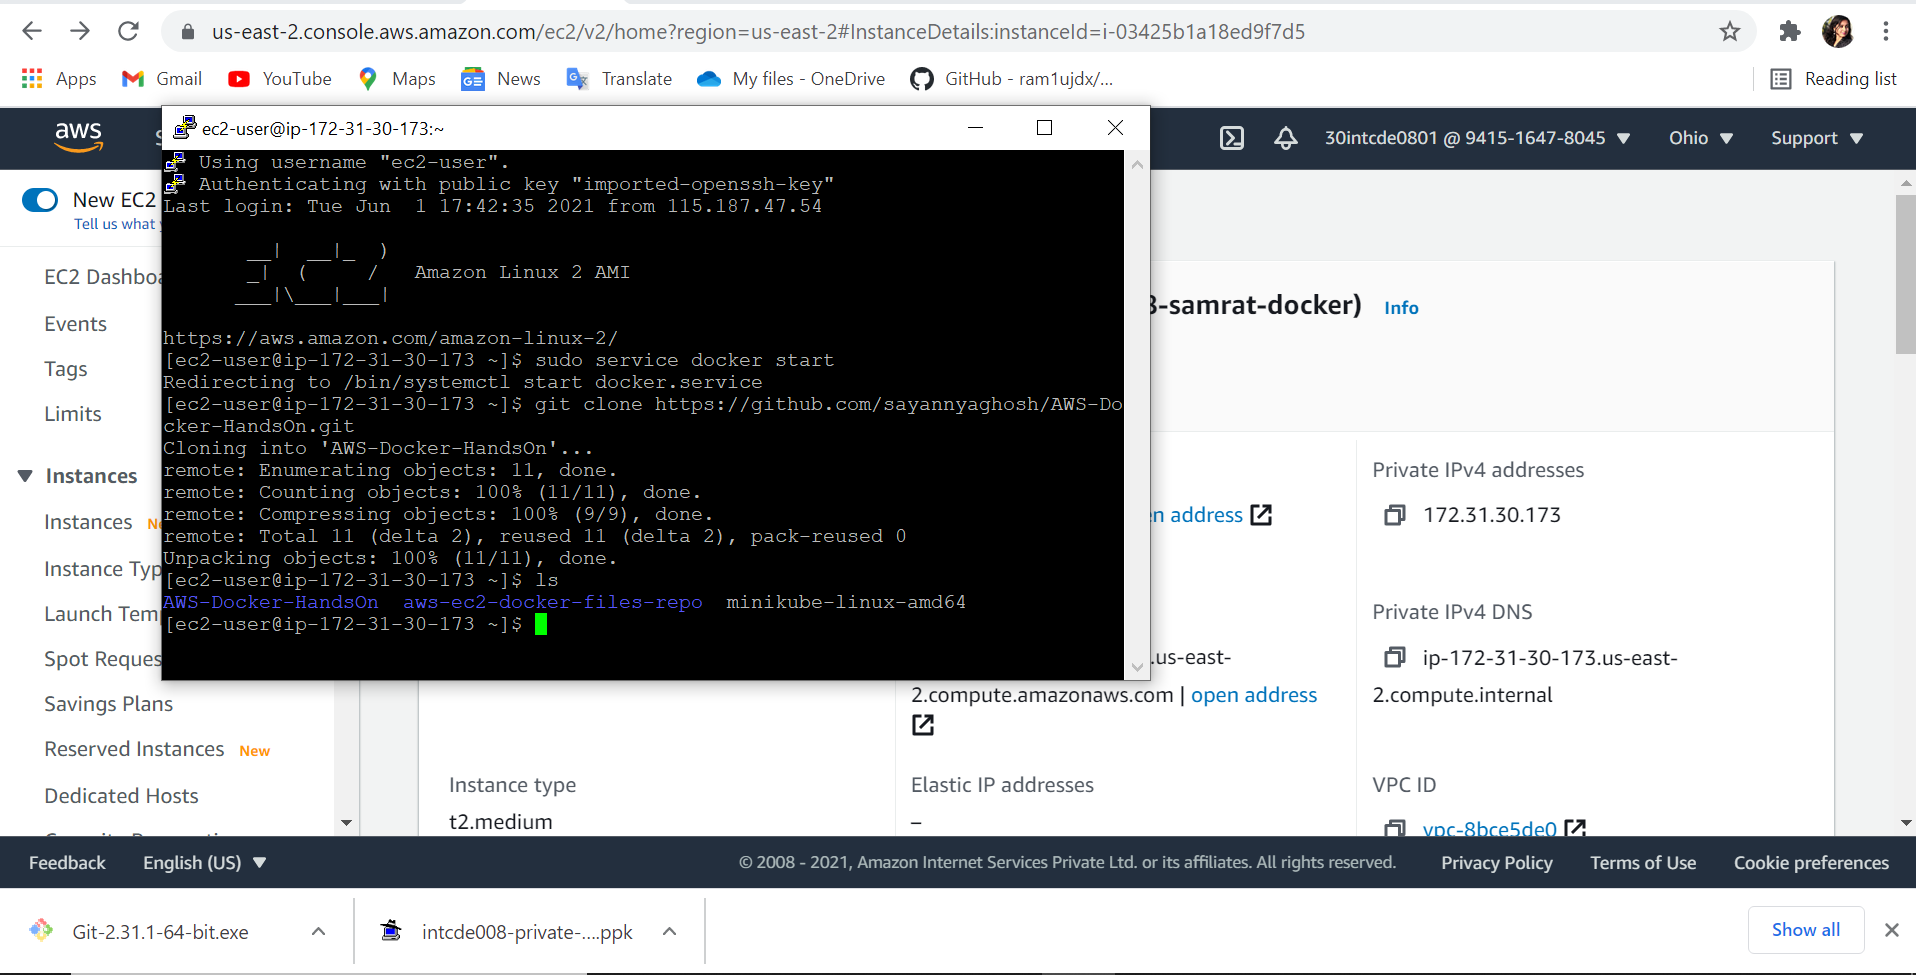 us-east-2.console.aws.amazon.com/ec2/v2/home?region=us-east-2#InstanceDetails:instanceId=i-03425b1a18ed9f7d5
Apps Gmail YouTube Maps News Translate My files - OneDrive GitHub - ram1ujdx/... Reading list
aws 30intcde0801 @ 9415-1647-8045 Ohio Support
ec2-user@ip-172-31-30-173:~
Using username "ec2-user".
Authenticating with public key "imported-openssh-key"
Last login: Tue Jun  1 17:42:35 2021 from 115.187.47.54
       __|  __|_  )
       _|  (     /   Amazon Linux 2 AMI
      ___|\___|___|
https://aws.amazon.com/amazon-linux-2/
[ec2-user@ip-172-31-30-173 ~]$ sudo service docker start
Redirecting to /bin/systemctl start docker.service
[ec2-user@ip-172-31-30-173 ~]$ git clone https://github.com/sayannyaghosh/AWS-Do
cker-HandsOn.git
Cloning into 'AWS-Docker-HandsOn'...
remote: Enumerating objects: 11, done.
remote: Counting objects: 100% (11/11), done.
remote: Compressing objects: 100% (9/9), done.
remote: Total 11 (delta 2), reused 11 (delta 2), pack-reused 0
Unpacking objects: 100% (11/11), done.
[ec2-user@ip-172-31-30-173 ~]$ ls
AWS-Docker-HandsOn  aws-ec2-docker-files-repo  minikube-linux-amd64
[ec2-user@ip-172-31-30-173 ~]$
New EC2
Tell us what
EC2 Dashboa
Events
Tags
Limits
Instances
Instances
Instance Typ
Launch Tem
Spot Reques
Savings Plans
Reserved Instances New
Dedicated Hosts
-samrat-docker) Info
Private IPv4 addresses
n address 172.31.30.173
Private IPv4 DNS
.us-east- ip-172-31-30-173.us-east-
2.compute.amazonaws.com | open address 2.compute.internal
Instance type Elastic IP addresses VPC ID
t2.medium – vpc-8bce5de0
Feedback English (US) © 2008 - 2021, Amazon Internet Services Private Ltd. or its affiliates. All rights reserved. Privacy Policy Terms of Use Cookie preferences
Git-2.31.1-64-bit.exe intcde008-private-....ppk Show all